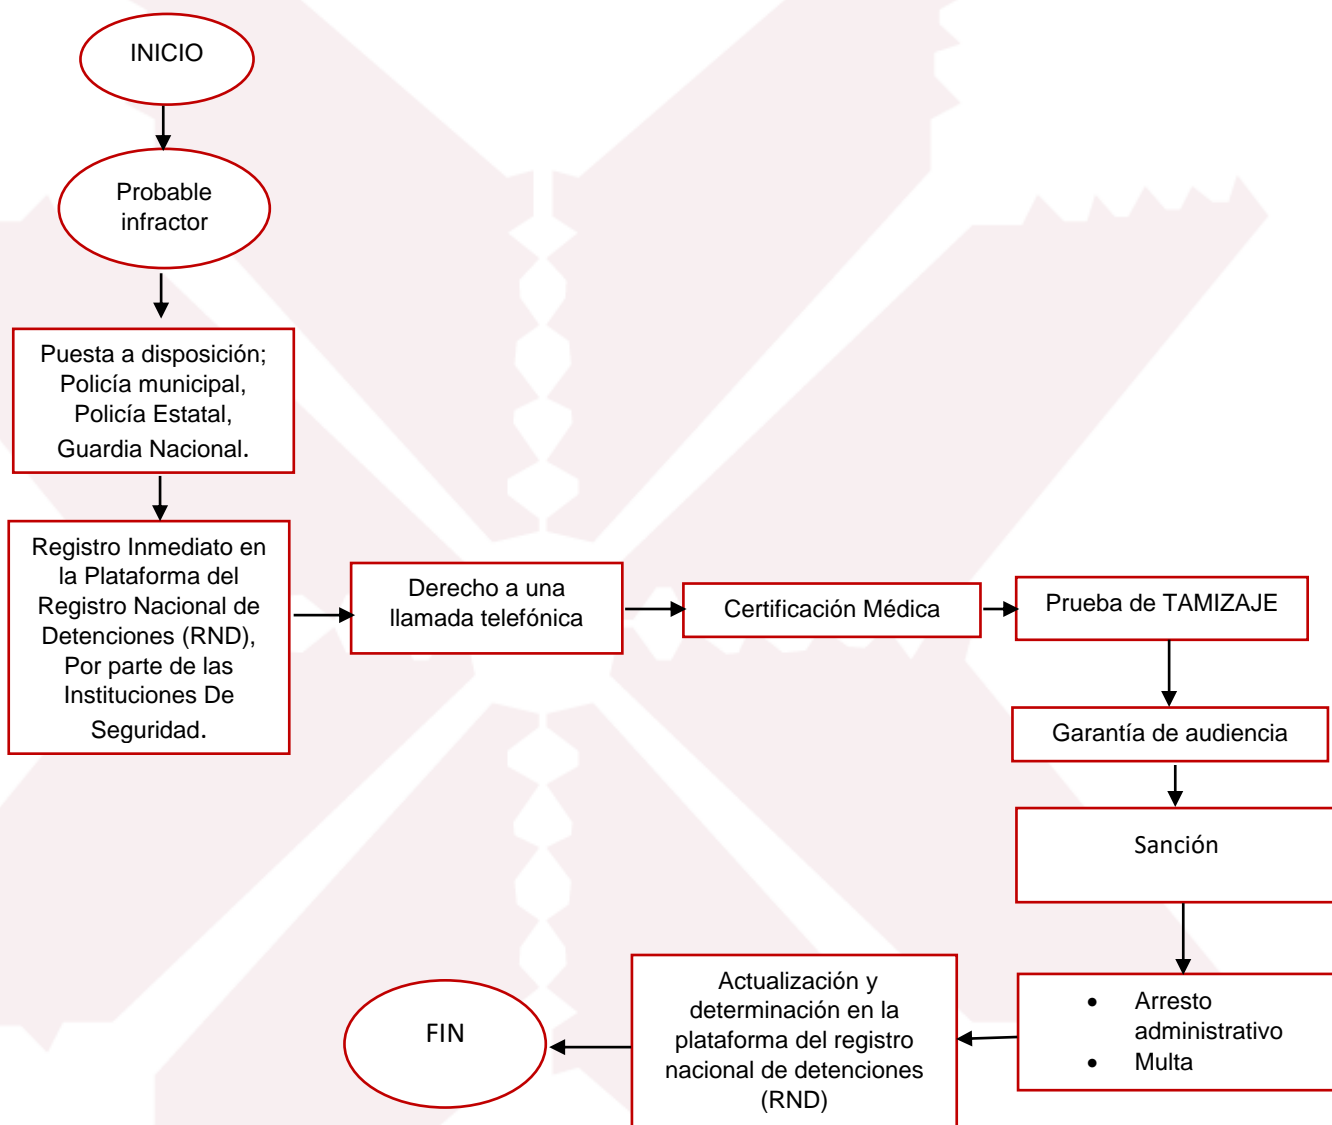 INICIO
Probable
infractor
Puesta a disposición;
Policía municipal,
Policía Estatal,
Guardia Nacional.
Registro Inmediato en
la Plataforma del
Registro Nacional de
Detenciones (RND),
Por parte de las
Instituciones De
Seguridad.
Derecho a una
llamada telefónica
Certificación Médica
Prueba de TAMIZAJE
Garantía de audiencia
Sanción
• Arresto
administrativo
• Multa
Actualización y
determinación en la
plataforma del registro
nacional de detenciones
(RND)
FIN